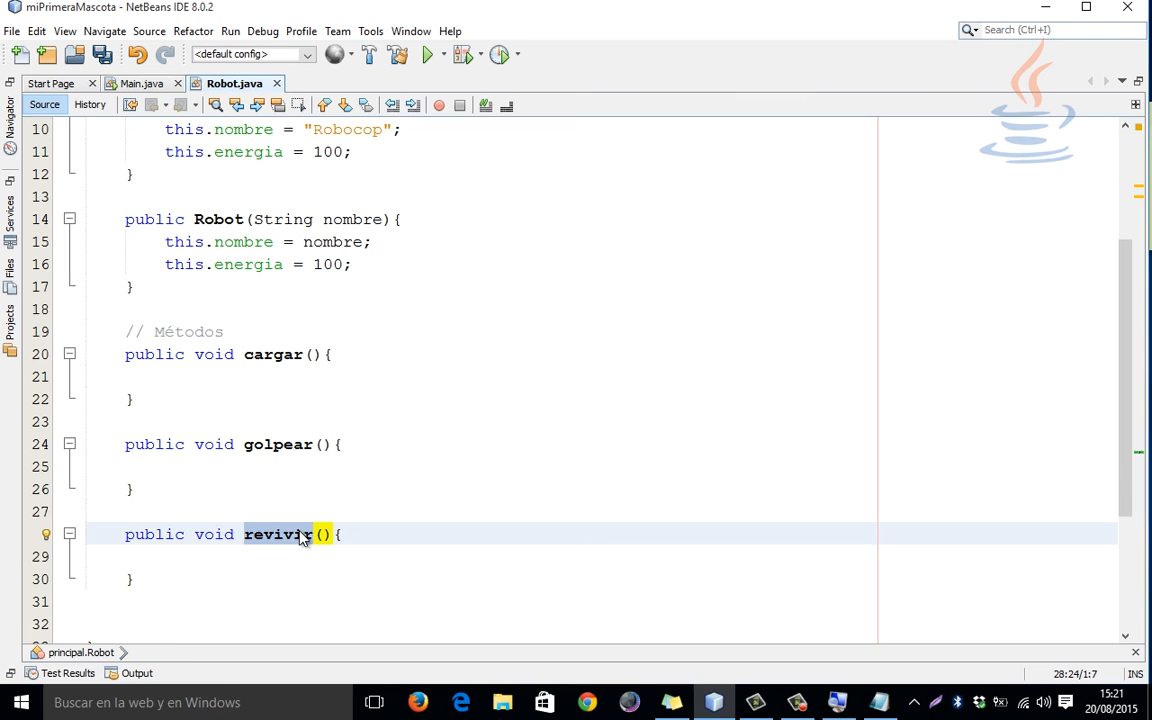 miPrimeraMascota - NetBeans IDE 8.0.2
File Edit View Navigate Source Refactor Run Debug Profile Team Tools Window Help
Search (Ctrl+I)
<default config>
Start Page Main.java Robot.java
Source History
Navigator
Services
Files
Projects
10 this.nombre = "Robocop";
11 this.energia = 100;
12 }
13
14 public Robot(String nombre){
15 this.nombre = nombre;
16 this.energia = 100;
17 }
18
19 // Métodos
20 public void cargar(){
21
22 }
23
24 public void golpear(){
25
26 }
27
public void revivir(){
29
30 }
31
32
principal.Robot
Test Results Output
28:24/1:7 INS
Buscar en la web y en Windows
15:21
20/08/2015